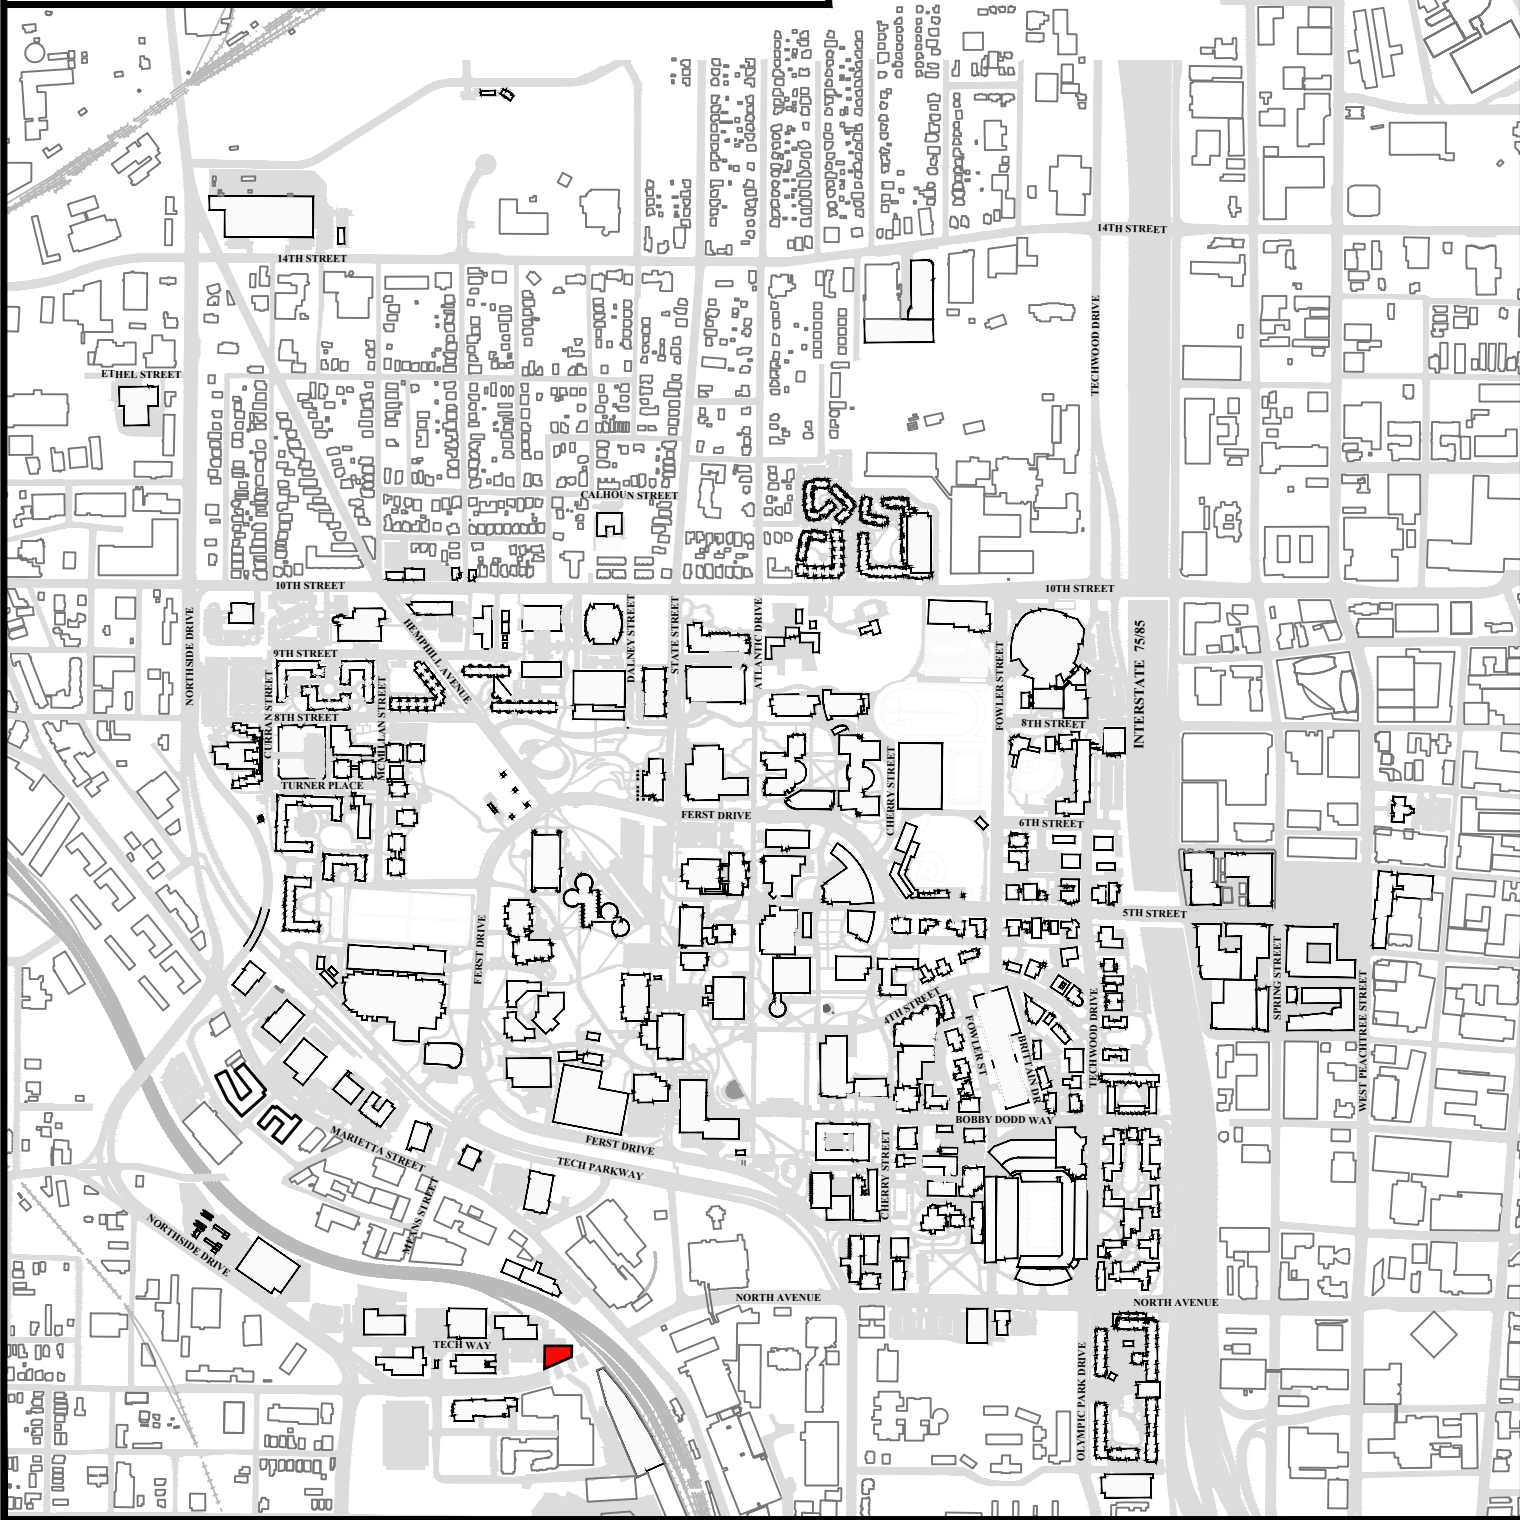 14TH STREET
14TH STREET
TECHWOOD DRIVE
ETHEL STREET
CALHOUN STREET
10TH STREET
10TH STREET
NORTHSIDE DRIVE
HEMPHILL AVENUE
DALNEY STREET
STATE STREET
ATLANTIC DRIVE
FOWLER STREET
INTERSTATE 75/85
9TH STREET
CURRAN STREET
MCMILLAN STREET
8TH STREET
8TH STREET
CHERRY STREET
TURNER PLACE
FERST DRIVE
6TH STREET
5TH STREET
FERST DRIVE
SPRING STREET
WEST PEACHTREE STREET
4TH STREET
FOWLER ST
BRITTAIN DR
TECHWOOD DRIVE
BOBBY DODD WAY
MARIETTA STREET
FERST DRIVE
TECH PARKWAY
CHERRY STREET
MEANS STREET
NORTHSIDE DRIVE
NORTH AVENUE
NORTH AVENUE
TECH WAY
OLYMPIC PARK DRIVE